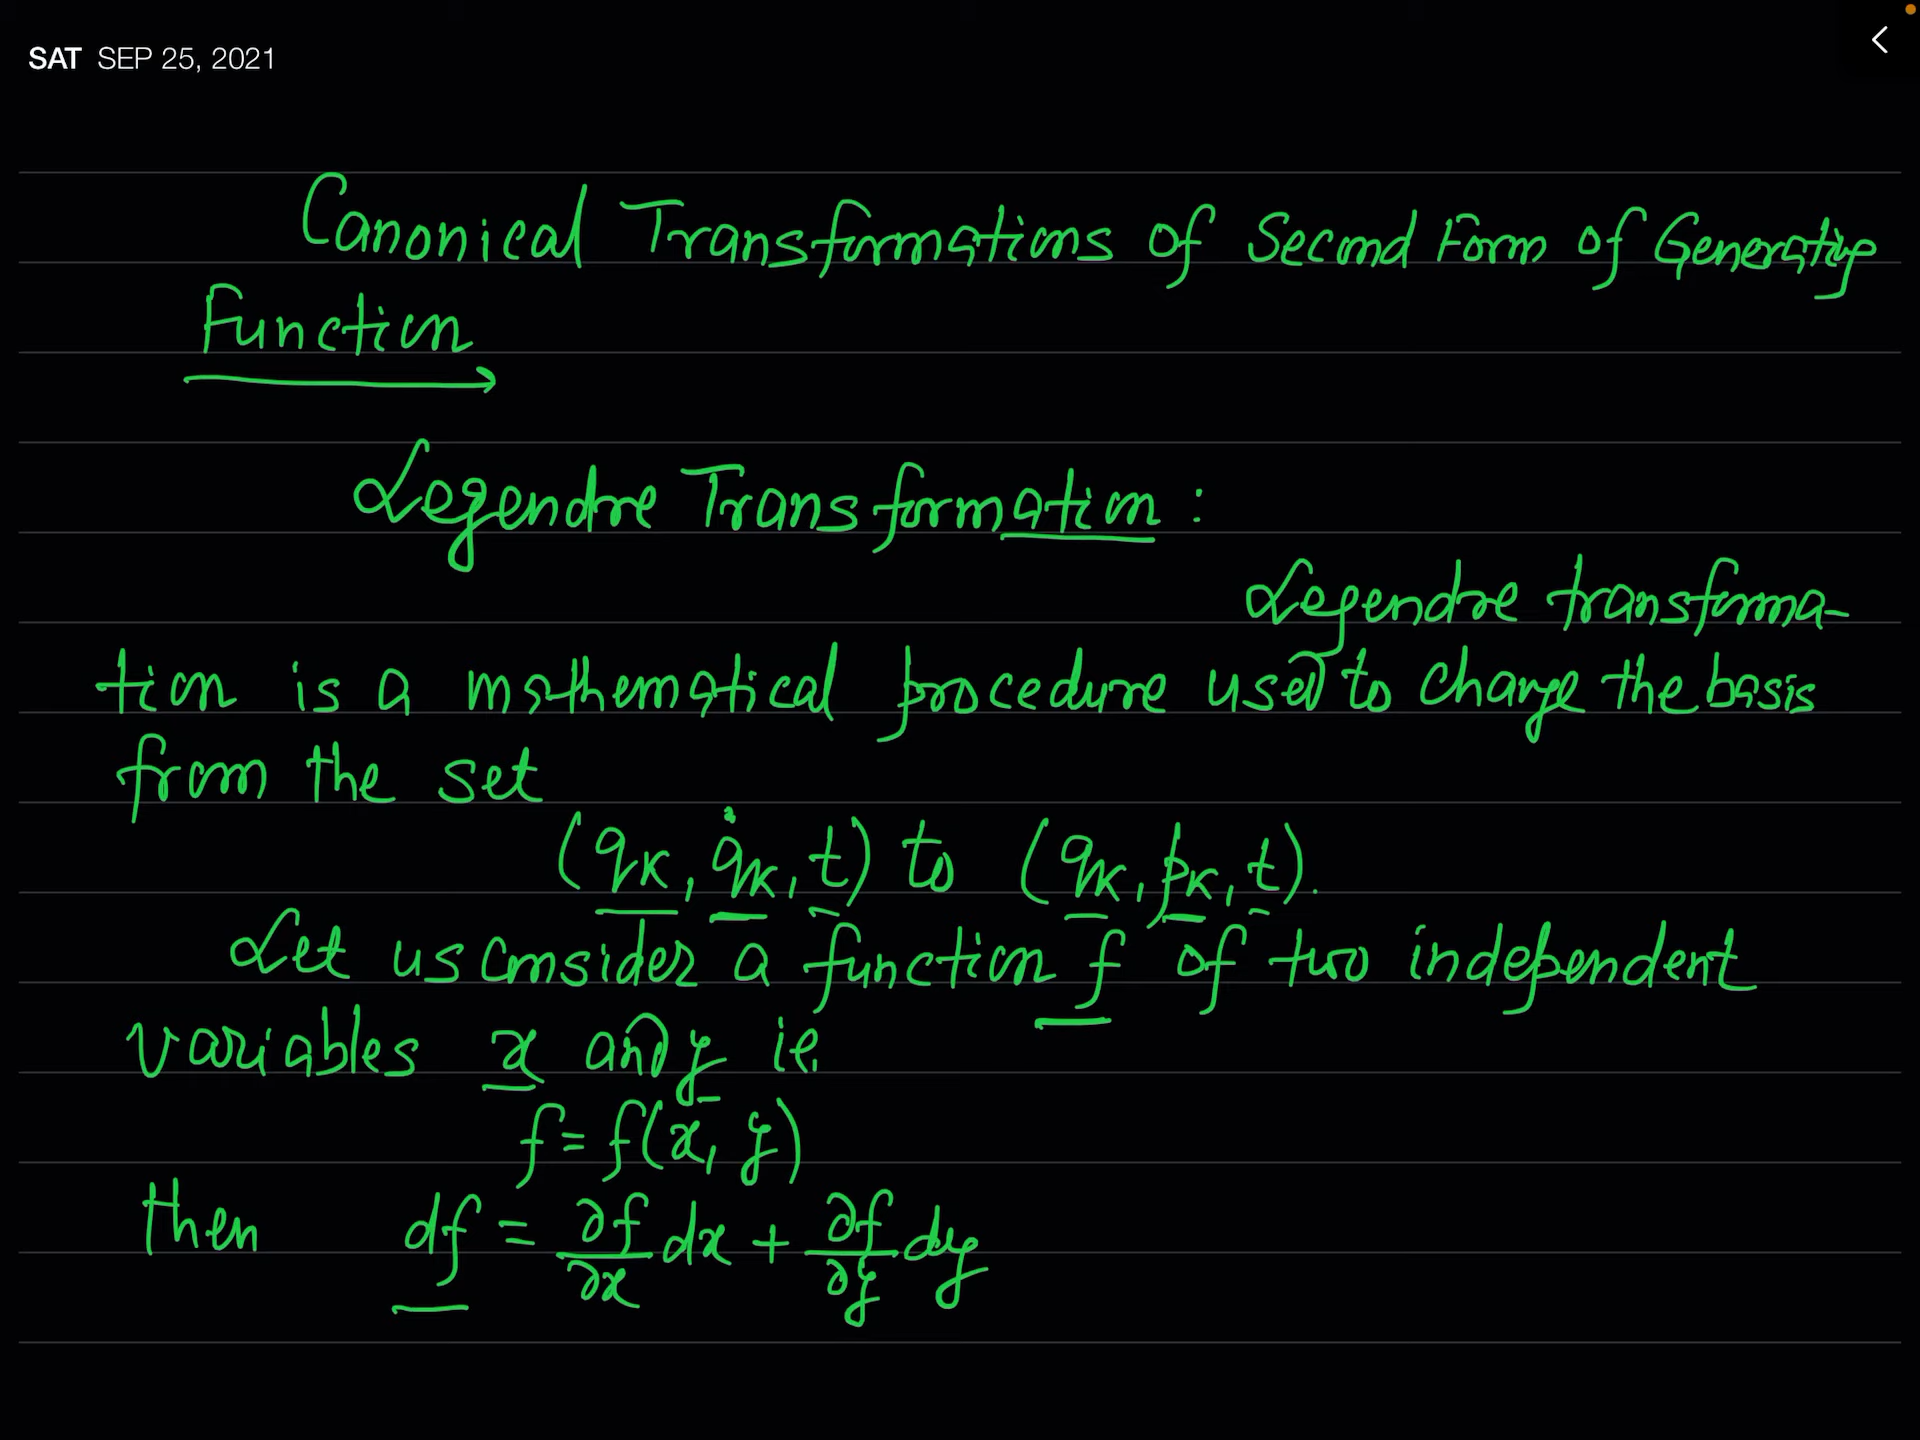 SAT SEP 25, 2021
Canonical Transformations of Second Form of Generating
Function
Legendre Transformation :
Legendre transforma-
tion is a mathematical procedure used to change the basis
from the set
(qₖ, q̇ₖ, t) to (qₖ, pₖ, t).
Let us consider a function f of two independent
variables x and y ie.
f = f(x, y)
then df = ∂f/∂x dx + ∂f/∂y dy